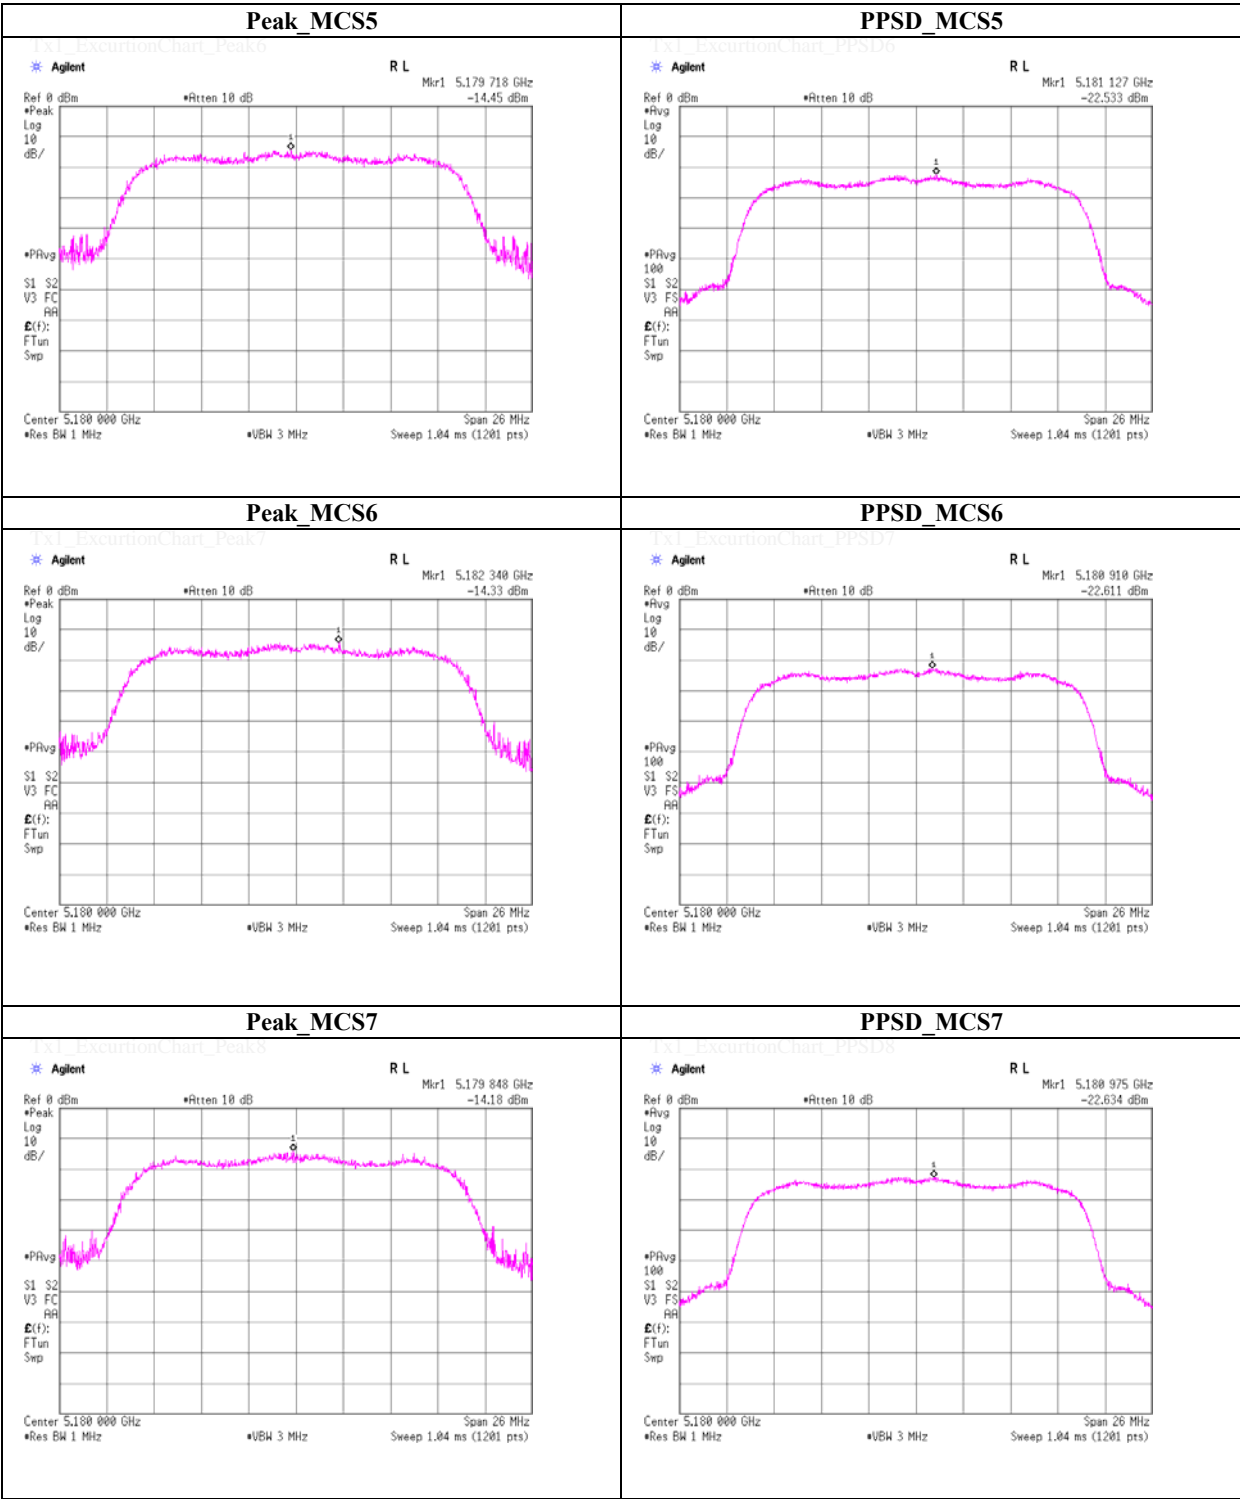 Peak_MCS5
PPSD_MCS5
Tx1_ExcurtionChart_Peak6
Agilent
R L
Mkr1 5.179 718 GHz
Ref 0 dBm
*Atten 10 dB
-14.45 dBm
*Peak
Log
10
dB/
1
*PAvg
S1 S2
V3 FC
AA
£(f):
FTun
Swp
Center 5.180 000 GHz
Span 26 MHz
*Res BW 1 MHz
*VBW 3 MHz
Sweep 1.04 ms (1201 pts)
Tx1_ExcurtionChart_PPSD6
Agilent
R L
Mkr1 5.181 127 GHz
Ref 0 dBm
*Atten 10 dB
-22.533 dBm
*Avg
Log
10
dB/
1
*PAvg
100
S1 S2
V3 FS
AA
£(f):
FTun
Swp
Center 5.180 000 GHz
Span 26 MHz
*Res BW 1 MHz
*VBW 3 MHz
Sweep 1.04 ms (1201 pts)
Peak_MCS6
PPSD_MCS6
Tx1_ExcurtionChart_Peak7
Agilent
R L
Mkr1 5.182 340 GHz
Ref 0 dBm
*Atten 10 dB
-14.33 dBm
*Peak
Log
10
dB/
1
*PAvg
S1 S2
V3 FC
AA
£(f):
FTun
Swp
Center 5.180 000 GHz
Span 26 MHz
*Res BW 1 MHz
*VBW 3 MHz
Sweep 1.04 ms (1201 pts)
Tx1_ExcurtionChart_PPSD7
Agilent
R L
Mkr1 5.180 910 GHz
Ref 0 dBm
*Atten 10 dB
-22.611 dBm
*Avg
Log
10
dB/
1
*PAvg
100
S1 S2
V3 FS
AA
£(f):
FTun
Swp
Center 5.180 000 GHz
Span 26 MHz
*Res BW 1 MHz
*VBW 3 MHz
Sweep 1.04 ms (1201 pts)
Peak_MCS7
PPSD_MCS7
Tx1_ExcurtionChart_Peak8
Agilent
R L
Mkr1 5.179 848 GHz
Ref 0 dBm
*Atten 10 dB
-14.18 dBm
*Peak
Log
10
dB/
1
*PAvg
S1 S2
V3 FC
AA
£(f):
FTun
Swp
Center 5.180 000 GHz
Span 26 MHz
*Res BW 1 MHz
*VBW 3 MHz
Sweep 1.04 ms (1201 pts)
Tx1_ExcurtionChart_PPSD8
Agilent
R L
Mkr1 5.180 975 GHz
Ref 0 dBm
*Atten 10 dB
-22.634 dBm
*Avg
Log
10
dB/
1
*PAvg
100
S1 S2
V3 FS
AA
£(f):
FTun
Swp
Center 5.180 000 GHz
Span 26 MHz
*Res BW 1 MHz
*VBW 3 MHz
Sweep 1.04 ms (1201 pts)